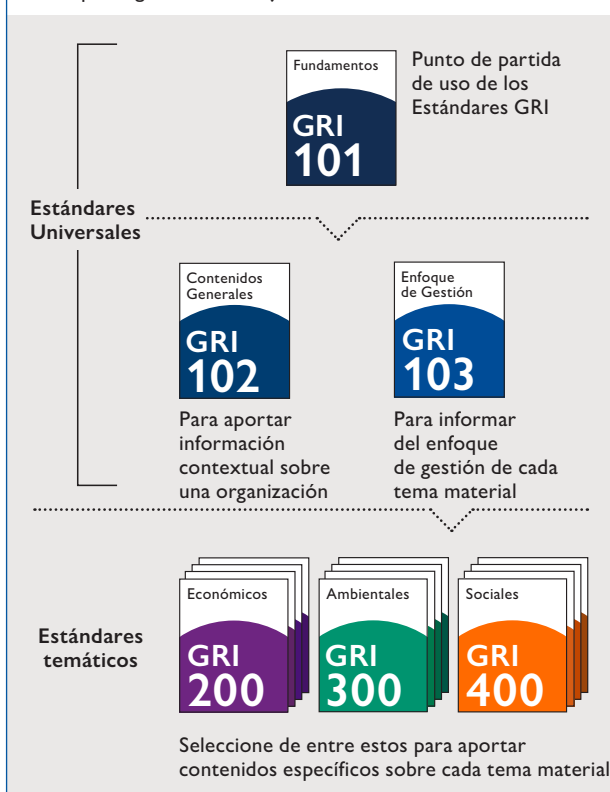 Fundamentos
GRI
101
Punto de partida
de uso de los
Estándares GRI
Estándares
Universales
Contenidos
Generales
GRI
102
Enfoque
de Gestión
GRI
103
Para aportar
información
contextual sobre
una organización
Para informar
del enfoque
de gestión de cada
tema material
Estándares
temáticos
Económicos
GRI
200
Ambientales
GRI
300
Sociales
GRI
400
Seleccione de entre estos para aportar
contenidos específicos sobre cada tema material